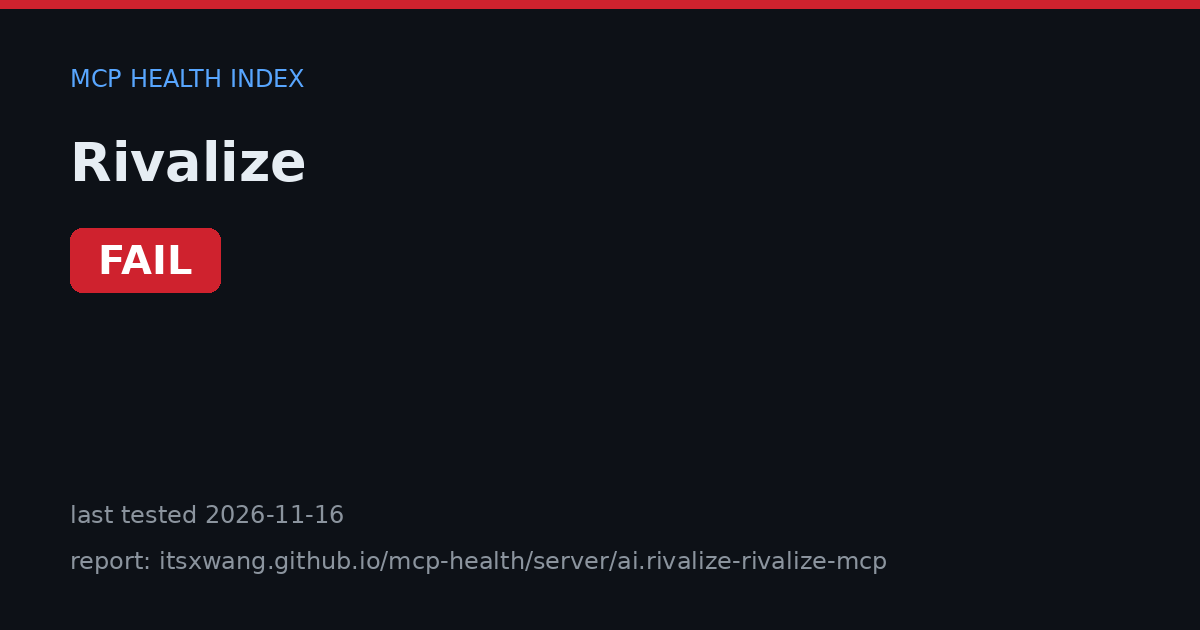 MCP HEALTH INDEX
Rivalize
FAIL
last tested 2026-11-16
report: itsxwang.github.io/mcp-health/server/ai.rivalize-rivalize-mcp